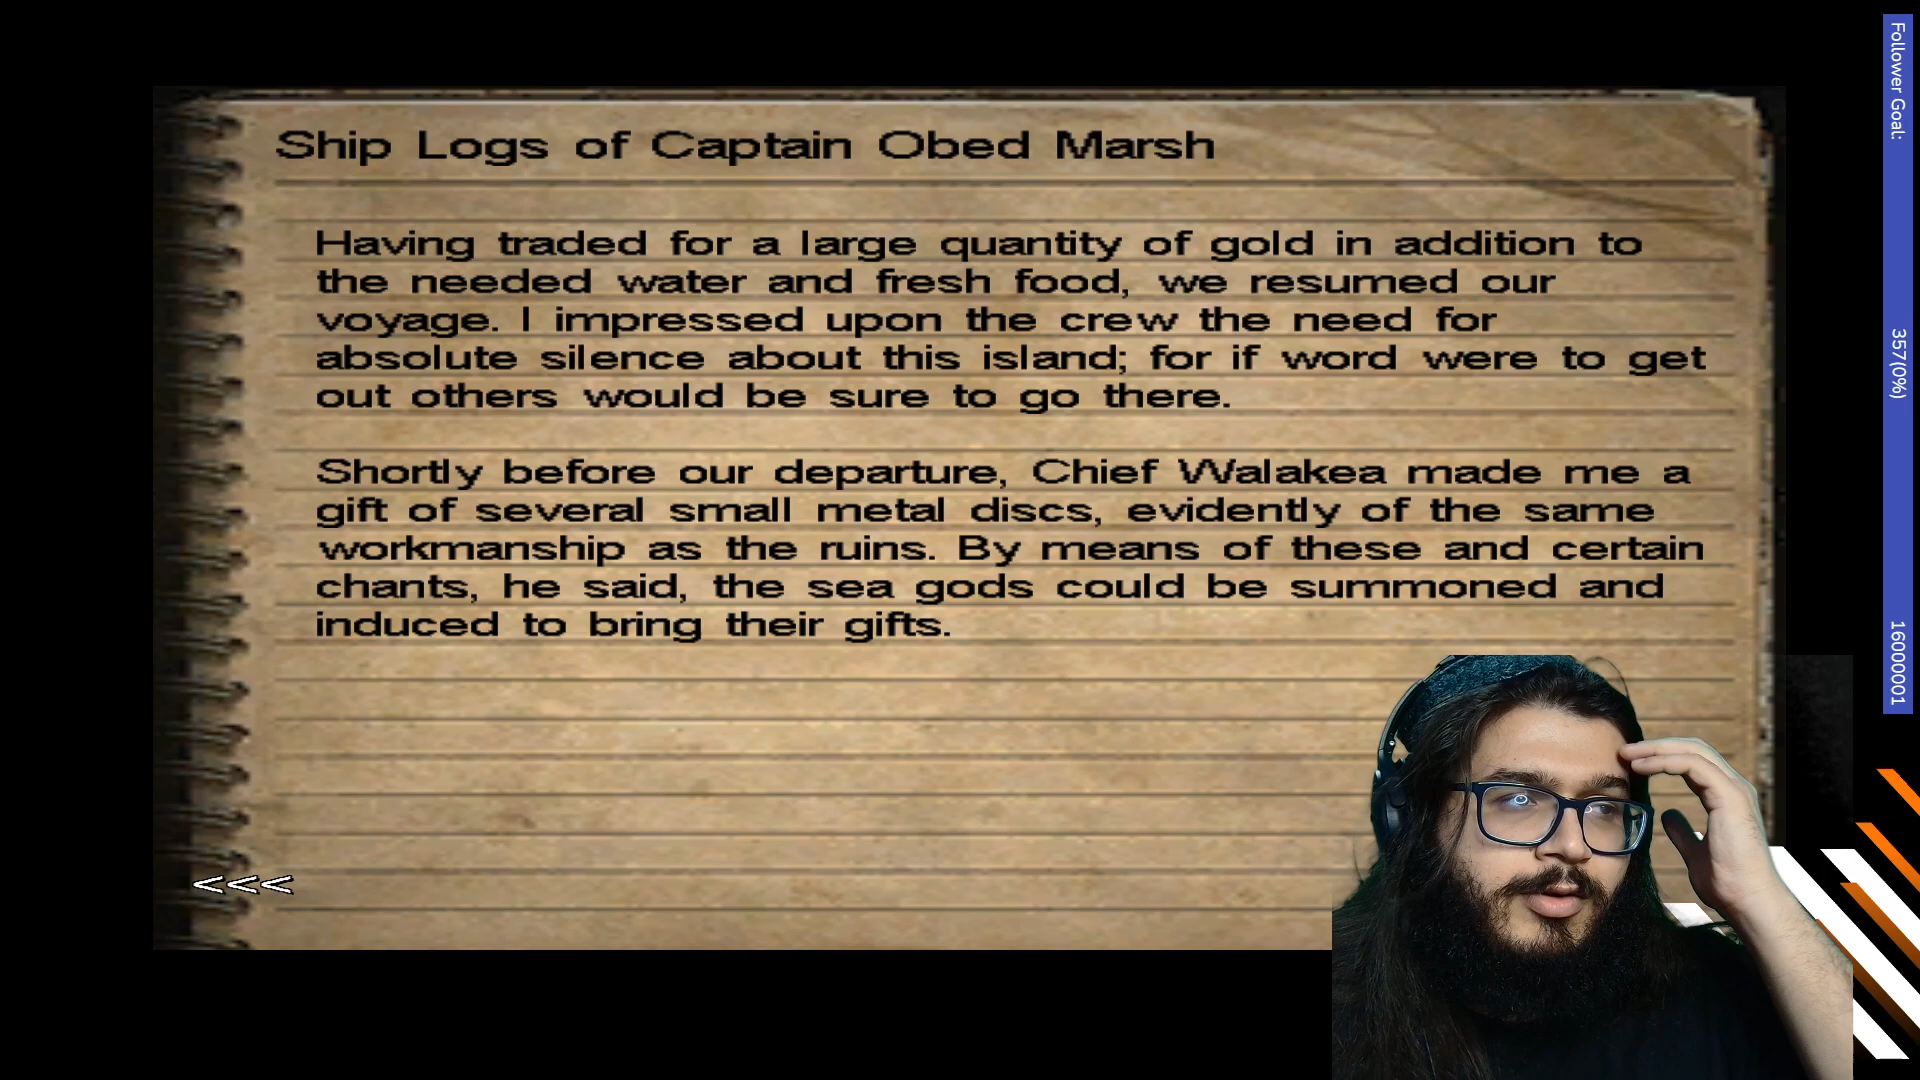 Ship Logs of Captain Obed Marsh
Having traded for a large quantity of gold in addition to
the needed water and fresh food, we resumed our
voyage. I impressed upon the crew the need for
absolute silence about this island; for if word were to get
out others would be sure to go there.
Shortly before our departure, Chief Walakea made me a
gift of several small metal discs, evidently of the same
workmanship as the ruins. By means of these and certain
chants, he said, the sea gods could be summoned and
induced to bring their gifts.
<<<
Follower Goal: 357(0%) 16000001